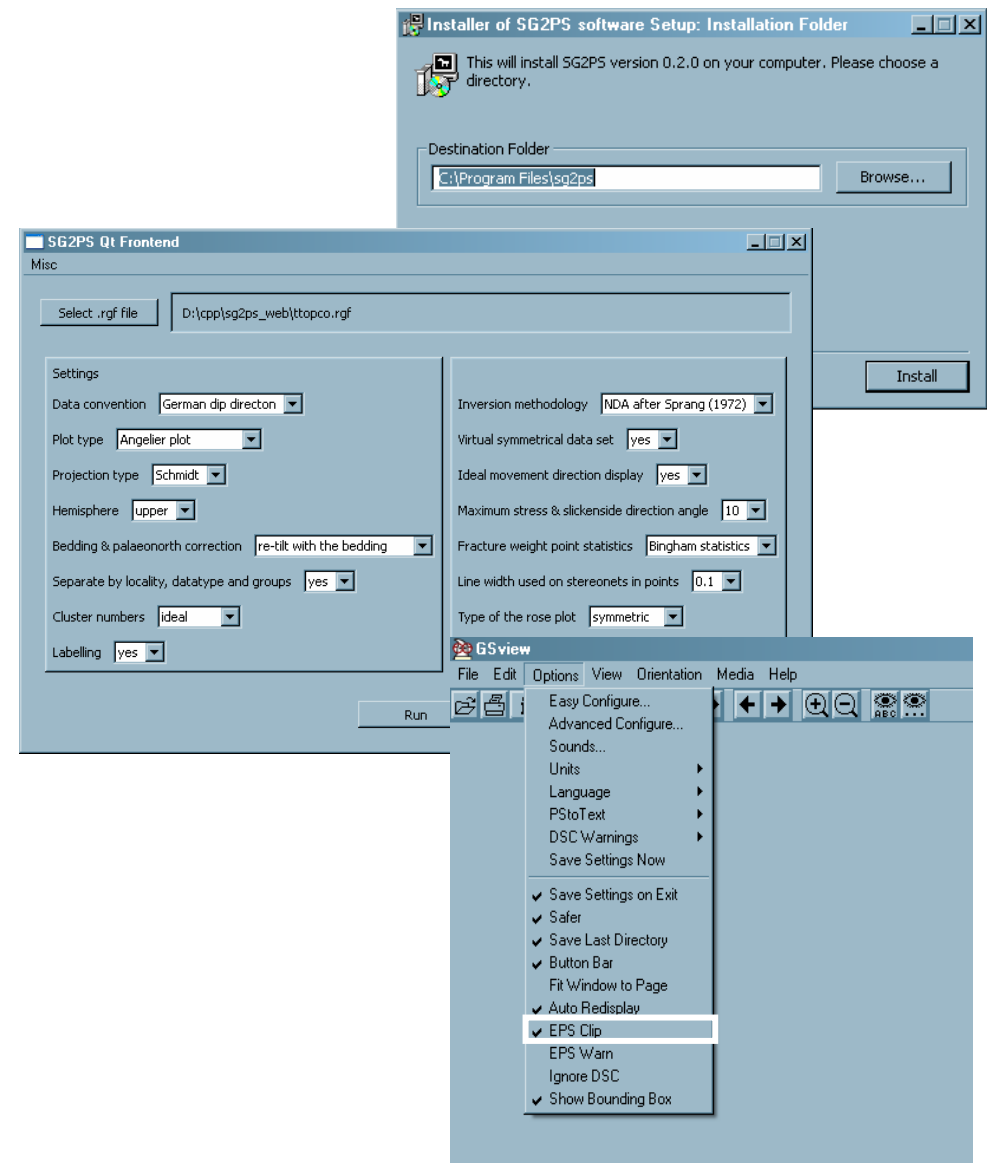 Installer of SG2PS software Setup: Installation Folder
This will install SG2PS version 0.2.0 on your computer. Please choose a
directory.
Destination Folder
C:\Program Files\sg2ps
Browse...
Install
SG2PS Qt Frontend
Misc
Select .rgf file
D:\cpp\sg2ps_web\ttopco.rgf
Settings
Data convention German dip directon
Plot type Angelier plot
Projection type Schmidt
Hemisphere upper
Bedding & palaeonorth correction re-tilt with the bedding
Separate by locality, datatype and groups yes
Cluster numbers ideal
Labelling yes
Inversion methodology NDA after Sprang (1972)
Virtual symmetrical data set yes
Ideal movement direction display yes
Maximum stress & slickenside direction angle 10
Fracture weight point statistics Bingham statistics
Line width used on stereonets in points 0.1
Type of the rose plot symmetric
Run
GSview
File Edit Options View Orientation Media Help
ABC
Easy Configure...
Advanced Configure...
Sounds...
Units
Language
PStoText
DSC Warnings
Save Settings Now
Save Settings on Exit
Safer
Save Last Directory
Button Bar
Fit Window to Page
Auto Redisplay
EPS Clip
EPS Warn
Ignore DSC
Show Bounding Box